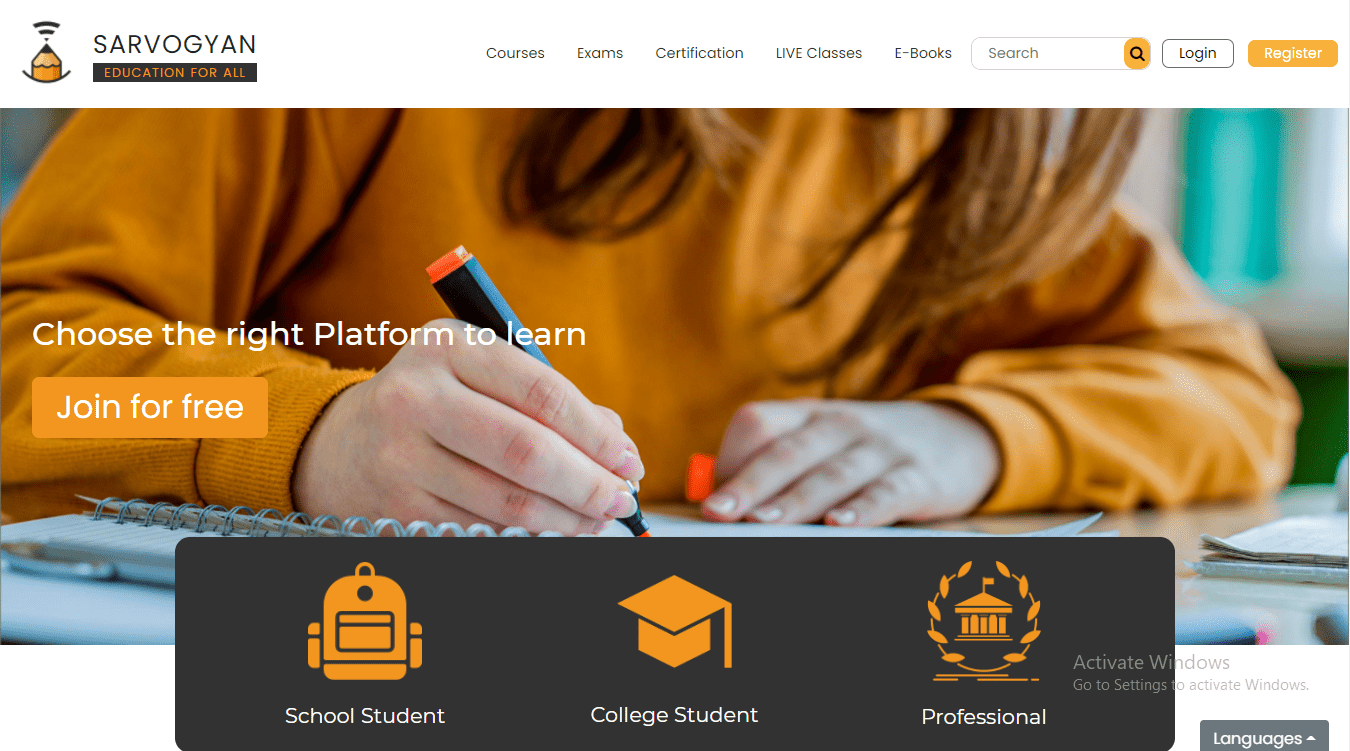 SARVOGYAN
EDUCATION FOR ALL
Courses Exams Certification LIVE Classes E-Books Search Login Register
Choose the right Platform to learn
Join for free
School Student College Student Professional
Activate Windows
Go to Settings to activate Windows.
Languages